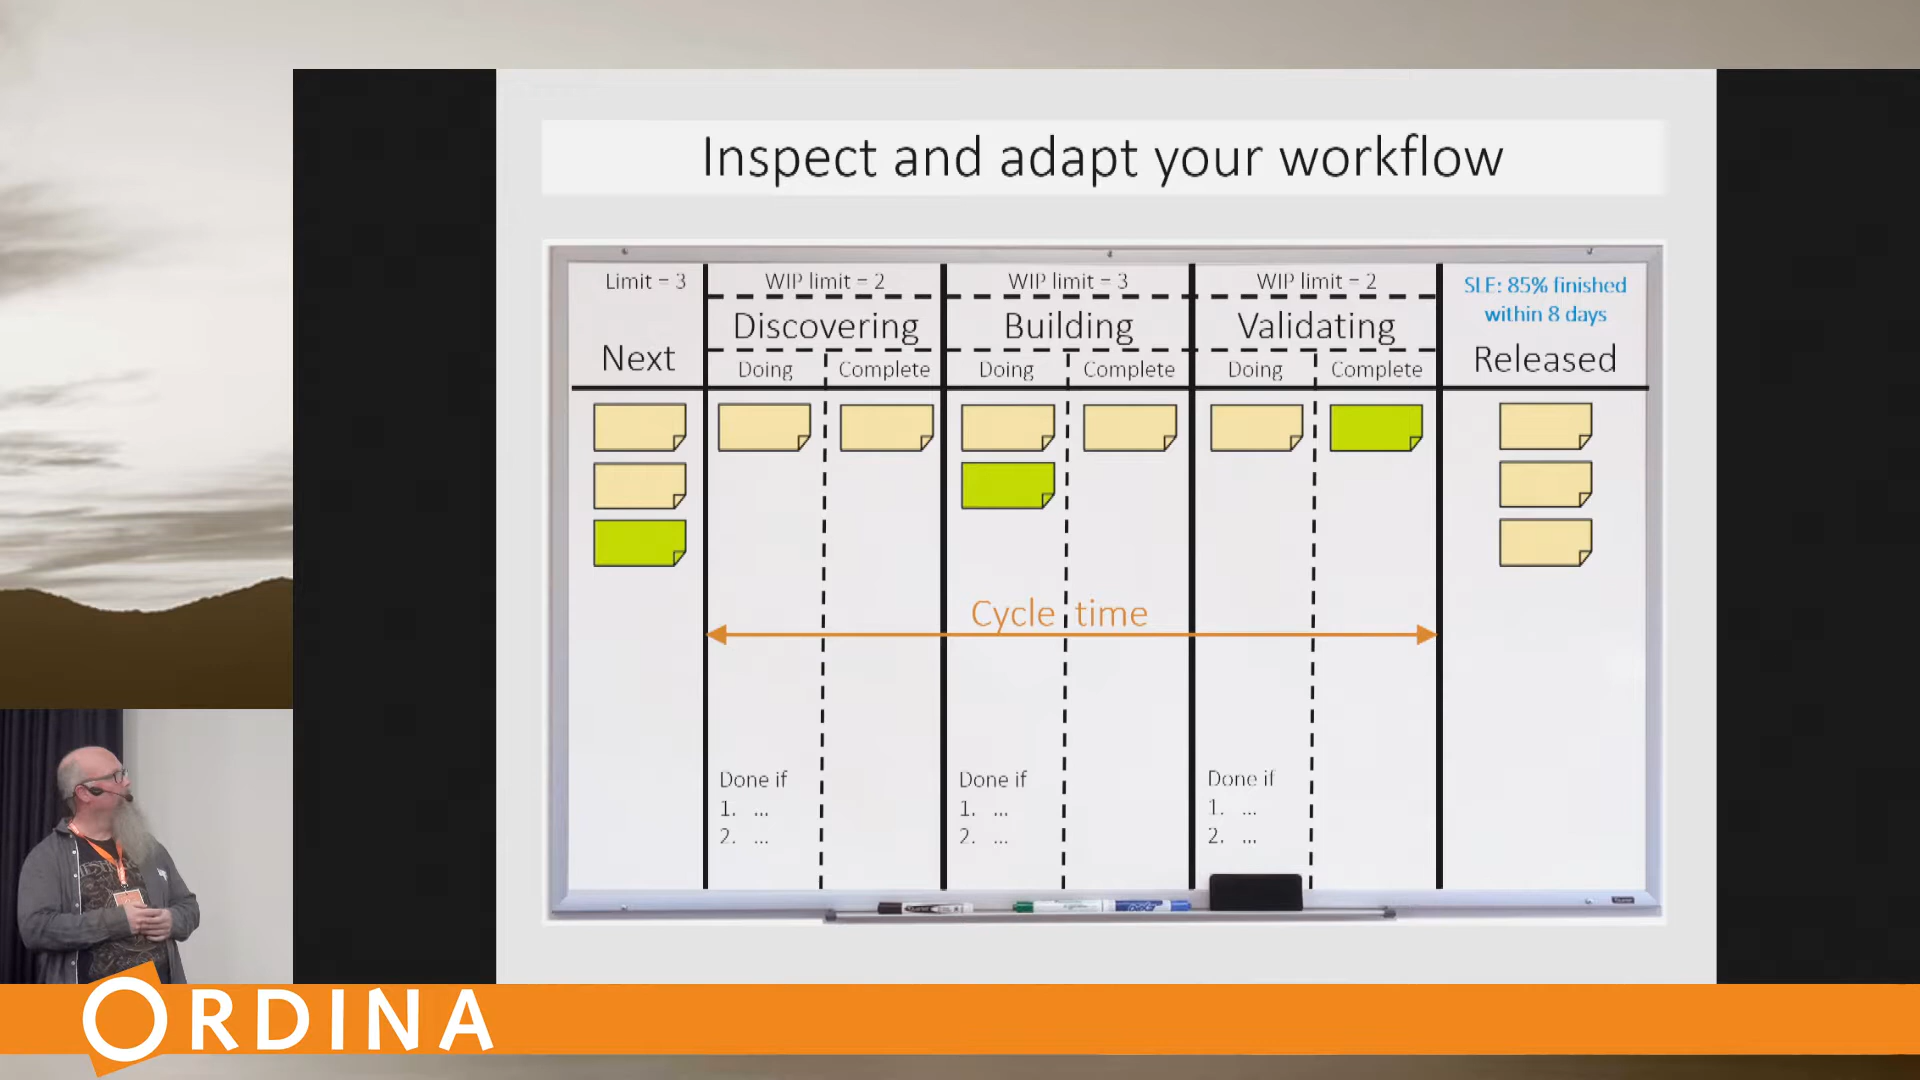 Inspect and adapt your workflow
Limit = 3
Next
WIP limit = 2
Discovering
Doing
Complete
WIP limit = 3
Building
Doing
Complete
WIP limit = 2
Validating
Doing
Complete
SLE: 85% finished
within 8 days
Released
Cycle time
Done if
1. ...
2. ...
Done if
1. ...
2. ...
Done if
1. ...
2. ...
ORDINA